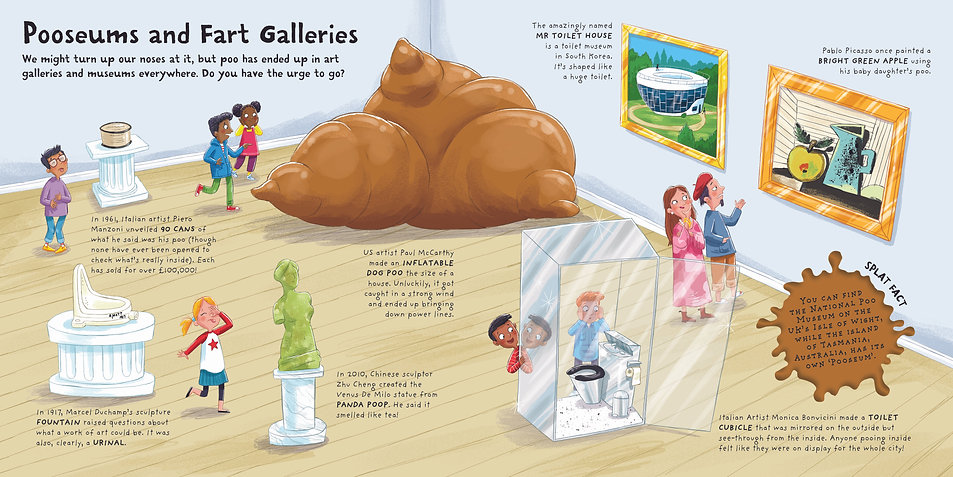 Pooseums and Fart Galleries
We might turn up our noses at it, but poo has ended up in art
galleries and museums everywhere. Do you have the urge to go?
The amazingly named
MR TOILET HOUSE
is a toilet museum
in South Korea.
It's shaped like
a huge toilet.
Pablo Picasso once painted a
BRIGHT GREEN APPLE using
his baby daughter's poo.
In 1961, Italian artist Piero
Manzoni unveiled 90 CANS of
what he said was his poo (though
none have ever been opened to
check what's really inside). Each
has sold for over £100,000!
US artist Paul McCarthy
made an INFLATABLE
DOG POO the size of a
house. Unluckily, it got
caught in a strong wind
and ended up bringing
down power lines.
SPLAT FACT
You can find
the National Poo
Museum on the
UK's Isle of Wight,
while the island
of Tasmania,
Australia, has its
own 'Pooseum'.
In 1917, Marcel Duchamp's sculpture
FOUNTAIN raised questions about
what a work of art could be. It was
also, clearly, a URINAL.
In 2010, Chinese sculptor
Zhu Cheng created the
Venus De Milo statue from
PANDA POOP. He said it
smelled like tea!
Italian Artist Monica Bonvicini made a TOILET
CUBICLE that was mirrored on the outside but
see-through from the inside. Anyone pooing inside
felt like they were on display for the whole city!